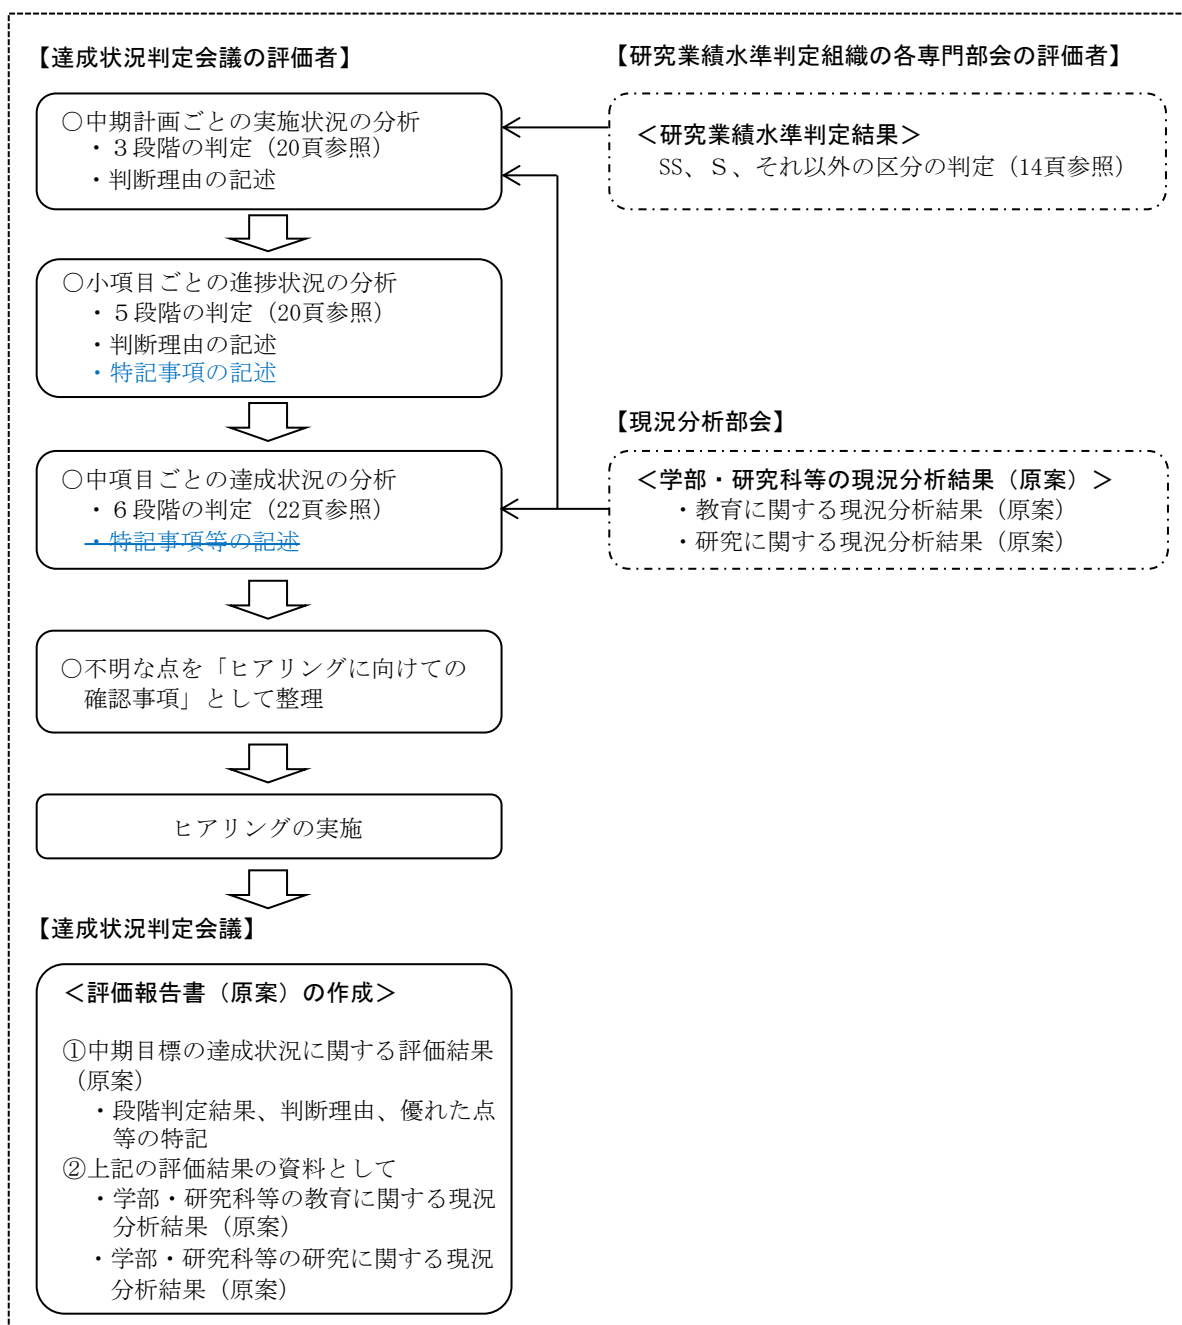 【達成状況判定会議の評価者】
○中期計画ごとの実施状況の分析
・３段階の判定（20頁参照）
・判断理由の記述
○小項目ごとの進捗状況の分析
・５段階の判定（20頁参照）
・判断理由の記述
・特記事項の記述
○中項目ごとの達成状況の分析
・６段階の判定（22頁参照）
・特記事項等の記述
○不明な点を「ヒアリングに向けての
確認事項」として整理
ヒアリングの実施
【研究業績水準判定組織の各専門部会の評価者】
＜研究業績水準判定結果＞
SS、Ｓ、それ以外の区分の判定（14頁参照）
【現況分析部会】
＜学部・研究科等の現況分析結果（原案）＞
・教育に関する現況分析結果（原案）
・研究に関する現況分析結果（原案）
【達成状況判定会議】
＜評価報告書（原案）の作成＞
①中期目標の達成状況に関する評価結果
（原案）
・段階判定結果、判断理由、優れた点
等の特記
②上記の評価結果の資料として
・学部・研究科等の教育に関する現況
分析結果（原案）
・学部・研究科等の研究に関する現況
分析結果（原案）